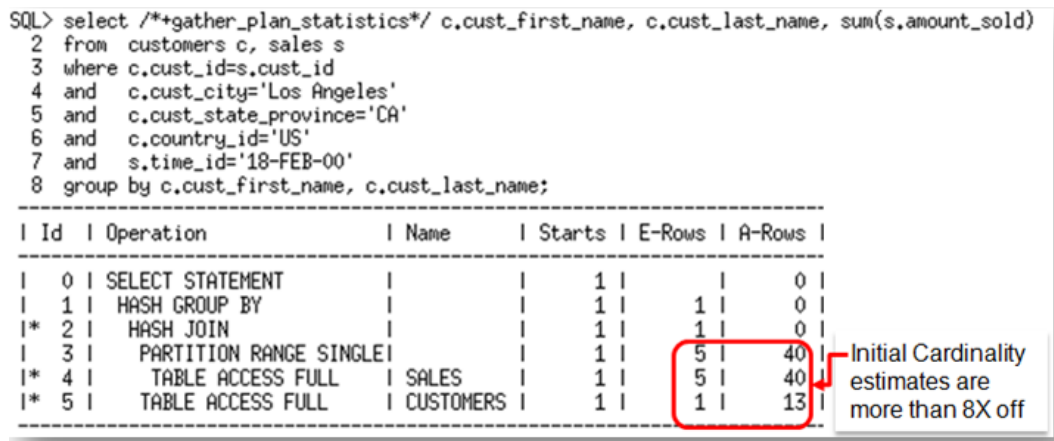 SQL> select /*+gather_plan_statistics*/ c.cust_first_name, c.cust_last_name, sum(s.amount_sold)
2 from customers c, sales s
3 where c.cust_id=s.cust_id
4 and c.cust_city='Los Angeles'
5 and c.cust_state_province='CA'
6 and c.country_id='US'
7 and s.time_id='18-FEB-00'
8 group by c.cust_first_name, c.cust_last_name;
| Id | Operation | Name | Starts | E-Rows | A-Rows |
| 0 | SELECT STATEMENT | | 1 | | 0 |
| 1 | HASH GROUP BY | | 1 | 1 | 0 |
|* 2 | HASH JOIN | | 1 | 1 | 0 |
| 3 | PARTITION RANGE SINGLE| | 1 | 5 | 40 |
|* 4 | TABLE ACCESS FULL | SALES | 1 | 5 | 40 |
|* 5 | TABLE ACCESS FULL | CUSTOMERS | 1 | 1 | 13 |
Initial Cardinality
estimates are
more than 8X off